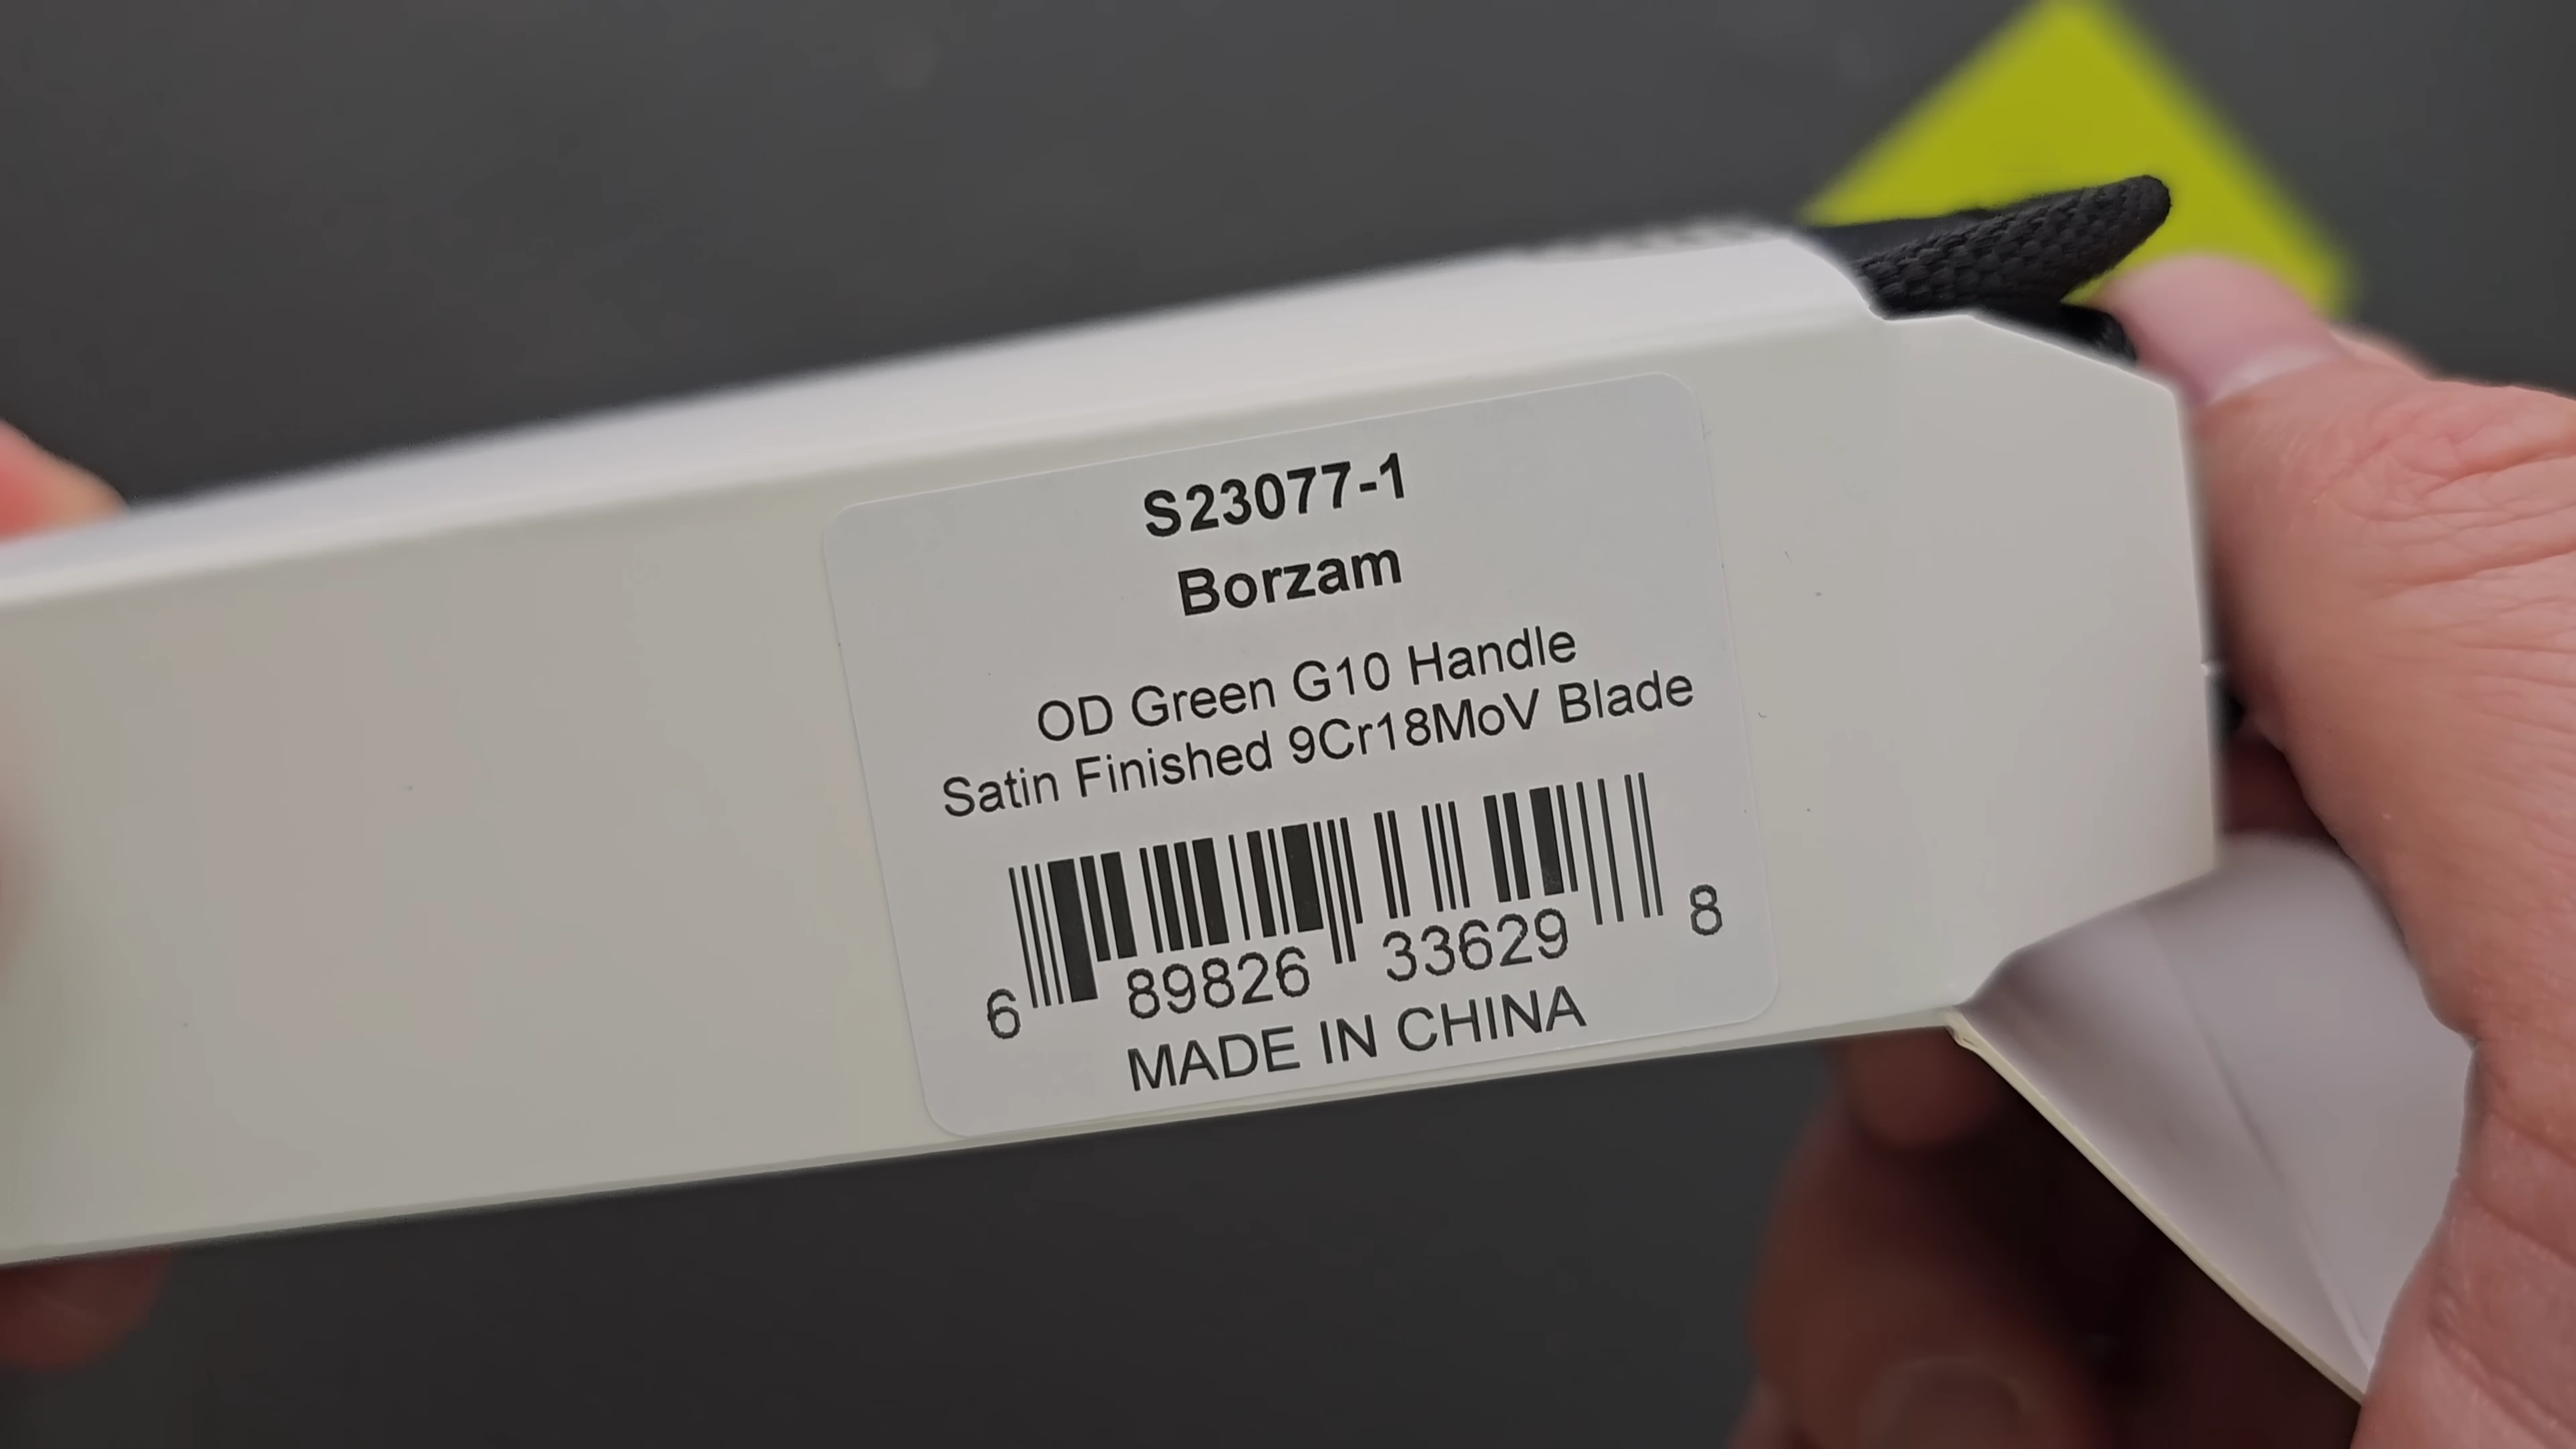 S23077-1
Borzam
OD Green G10 Handle
Satin Finished 9Cr18MoV Blade
6 89826 33629 8
MADE IN CHINA